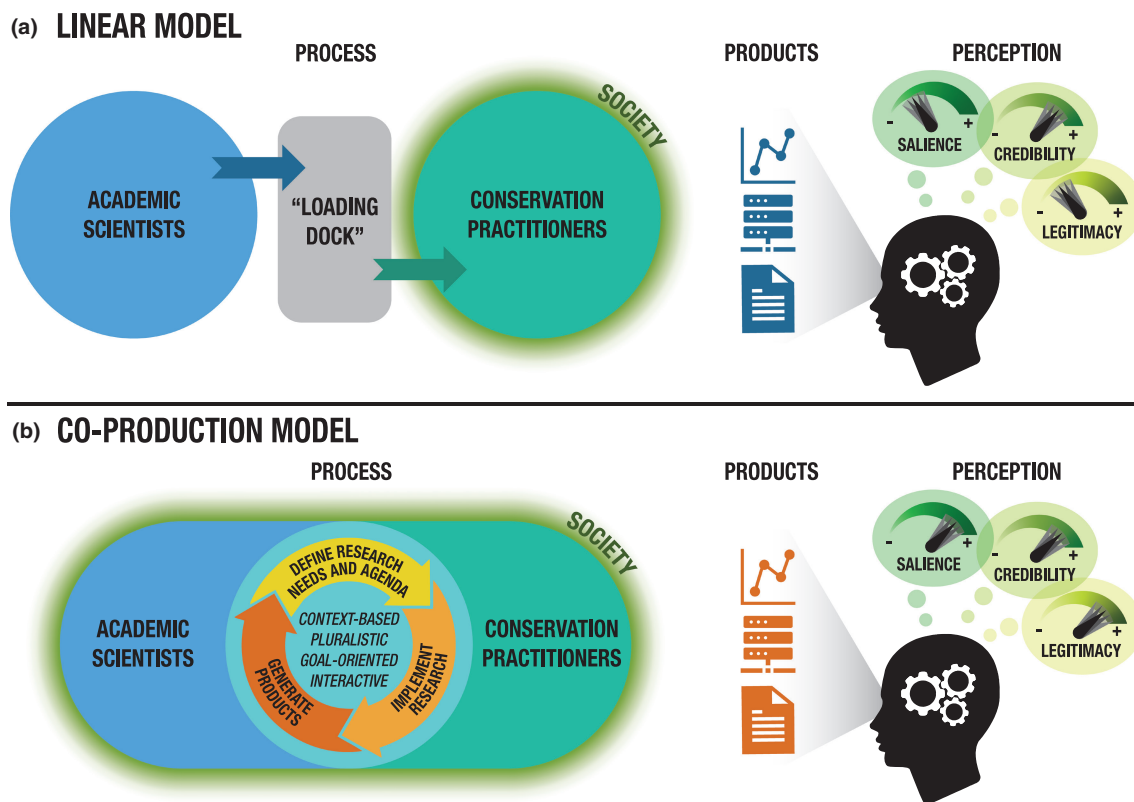 (a) LINEAR MODEL
PROCESS
PRODUCTS
PERCEPTION
ACADEMIC
SCIENTISTS
“LOADING
DOCK”
SOCIETY
CONSERVATION
PRACTITIONERS
- +
SALIENCE
- +
CREDIBILITY
- +
LEGITIMACY
(b) CO-PRODUCTION MODEL
PROCESS
PRODUCTS
PERCEPTION
ACADEMIC
SCIENTISTS
DEFINE RESEARCH
NEEDS AND AGENDA
IMPLEMENT
RESEARCH
GENERATE
PRODUCTS
CONTEXT-BASED
PLURALISTIC
GOAL-ORIENTED
INTERACTIVE
SOCIETY
CONSERVATION
PRACTITIONERS
- +
SALIENCE
- +
CREDIBILITY
- +
LEGITIMACY